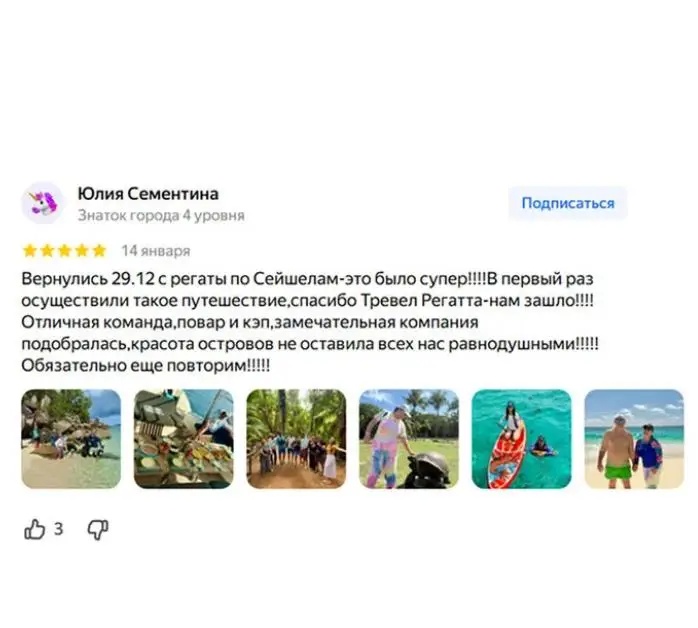 Юлия Сементина
Знаток города 4 уровня
Подписаться
14 января
Вернулись 29.12 с регаты по Сейшелам-это было супер!!!!В первый раз
осуществили такое путешествие,спасибо Тревел Регатта-нам зашло!!!!
Отличная команда,повар и кэп,замечательная компания
подобралась,красота островов не оставила всех нас равнодушными!!!!!
Обязательно еще повторим!!!!!
3